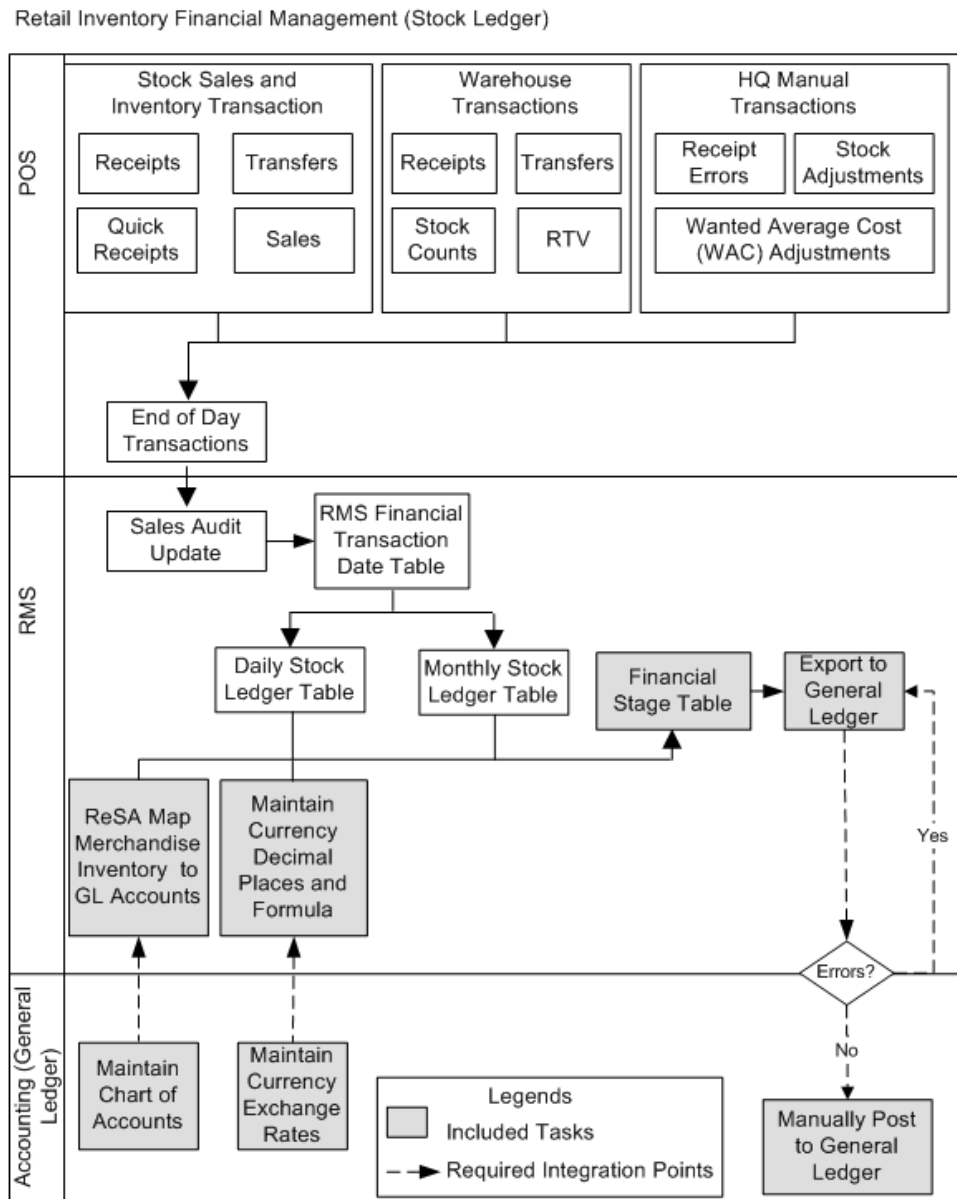 Retail Inventory Financial Management (Stock Ledger)
POS
Stock Sales and
Inventory Transaction
Receipts
Transfers
Quick
Receipts
Sales
Warehouse
Transactions
Receipts
Transfers
Stock
Counts
RTV
HQ Manual
Transactions
Receipt
Errors
Stock
Adjustments
Wanted Average Cost
(WAC) Adjustments
End of Day
Transactions
RMS
Sales Audit
Update
RMS Financial
Transaction
Date Table
Daily Stock
Ledger Table
Monthly Stock
Ledger Table
Financial
Stage Table
Export to
General
Ledger
ReSA Map
Merchandise
Inventory to
GL Accounts
Maintain
Currency
Decimal
Places and
Formula
Yes
Errors?
No
Accounting (General
Ledger)
Maintain
Chart of
Accounts
Maintain
Currency
Exchange
Rates
Legends
Included Tasks
Required Integration Points
Manually Post
to General
Ledger